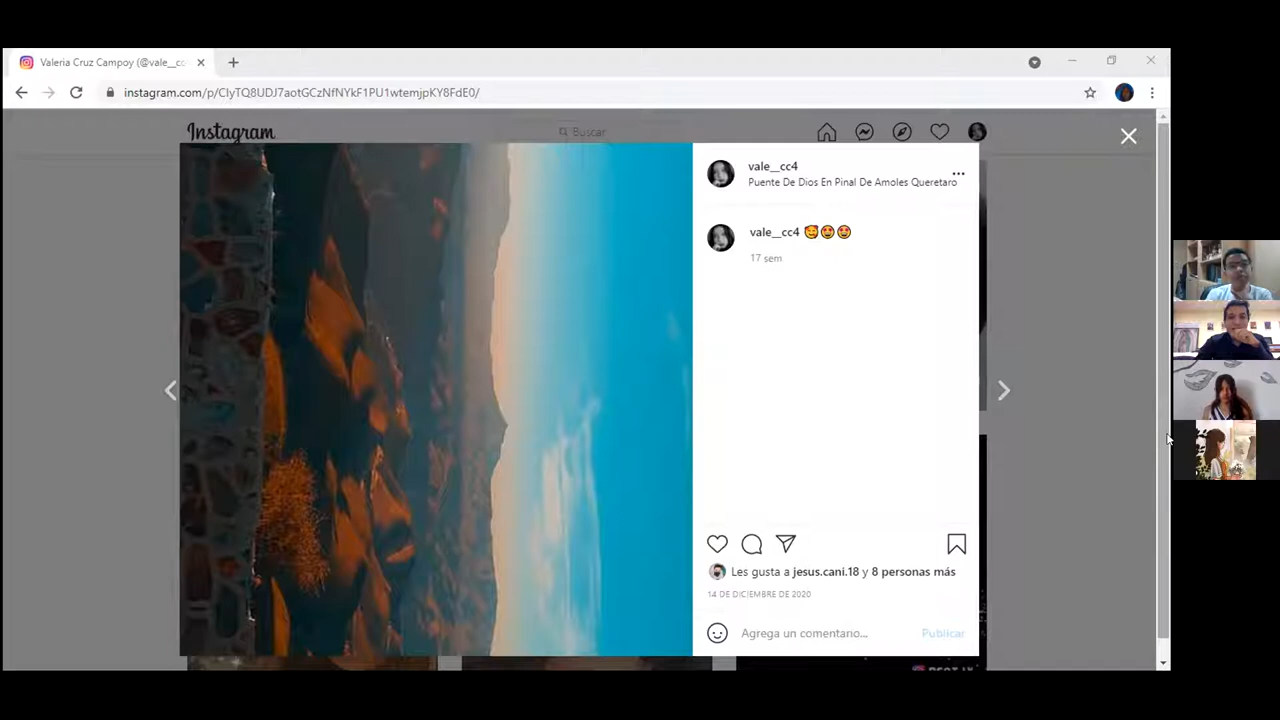 Valeria Cruz Campoy (@vale__cc
instagram.com/p/CIyTQ8UDJ7aotGCzNfNYkF1PU1wtemjpKY8FdE0/
Instagram
Buscar
vale__cc4
Puente De Dios En Pinal De Amoles Queretaro
vale__cc4 🥰😍😍
17 sem
Les gusta a jesus.cani.18 y 8 personas más
14 DE DICIEMBRE DE 2020
Agrega un comentario... Publicar